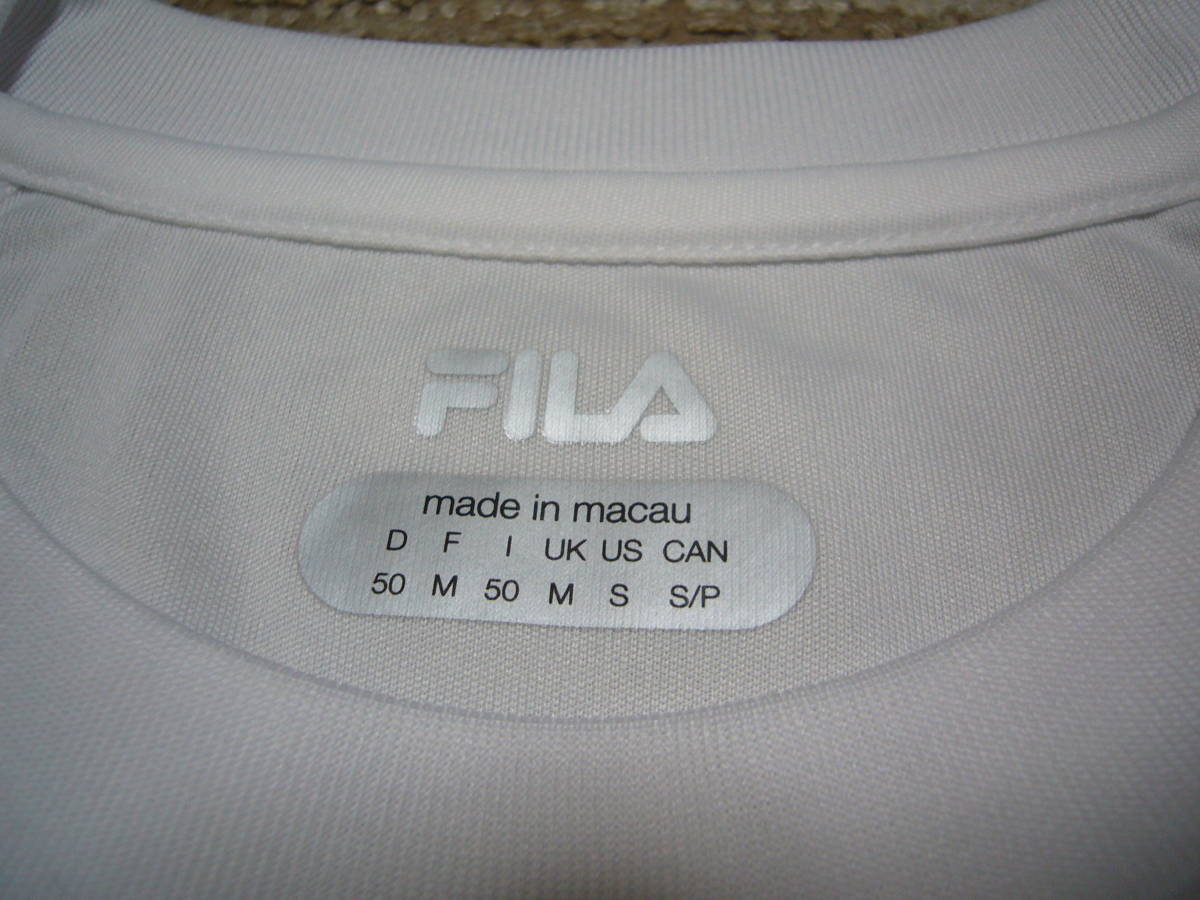 FILA
made in macau
D F I UK US CAN
50 M 50 M S S/P